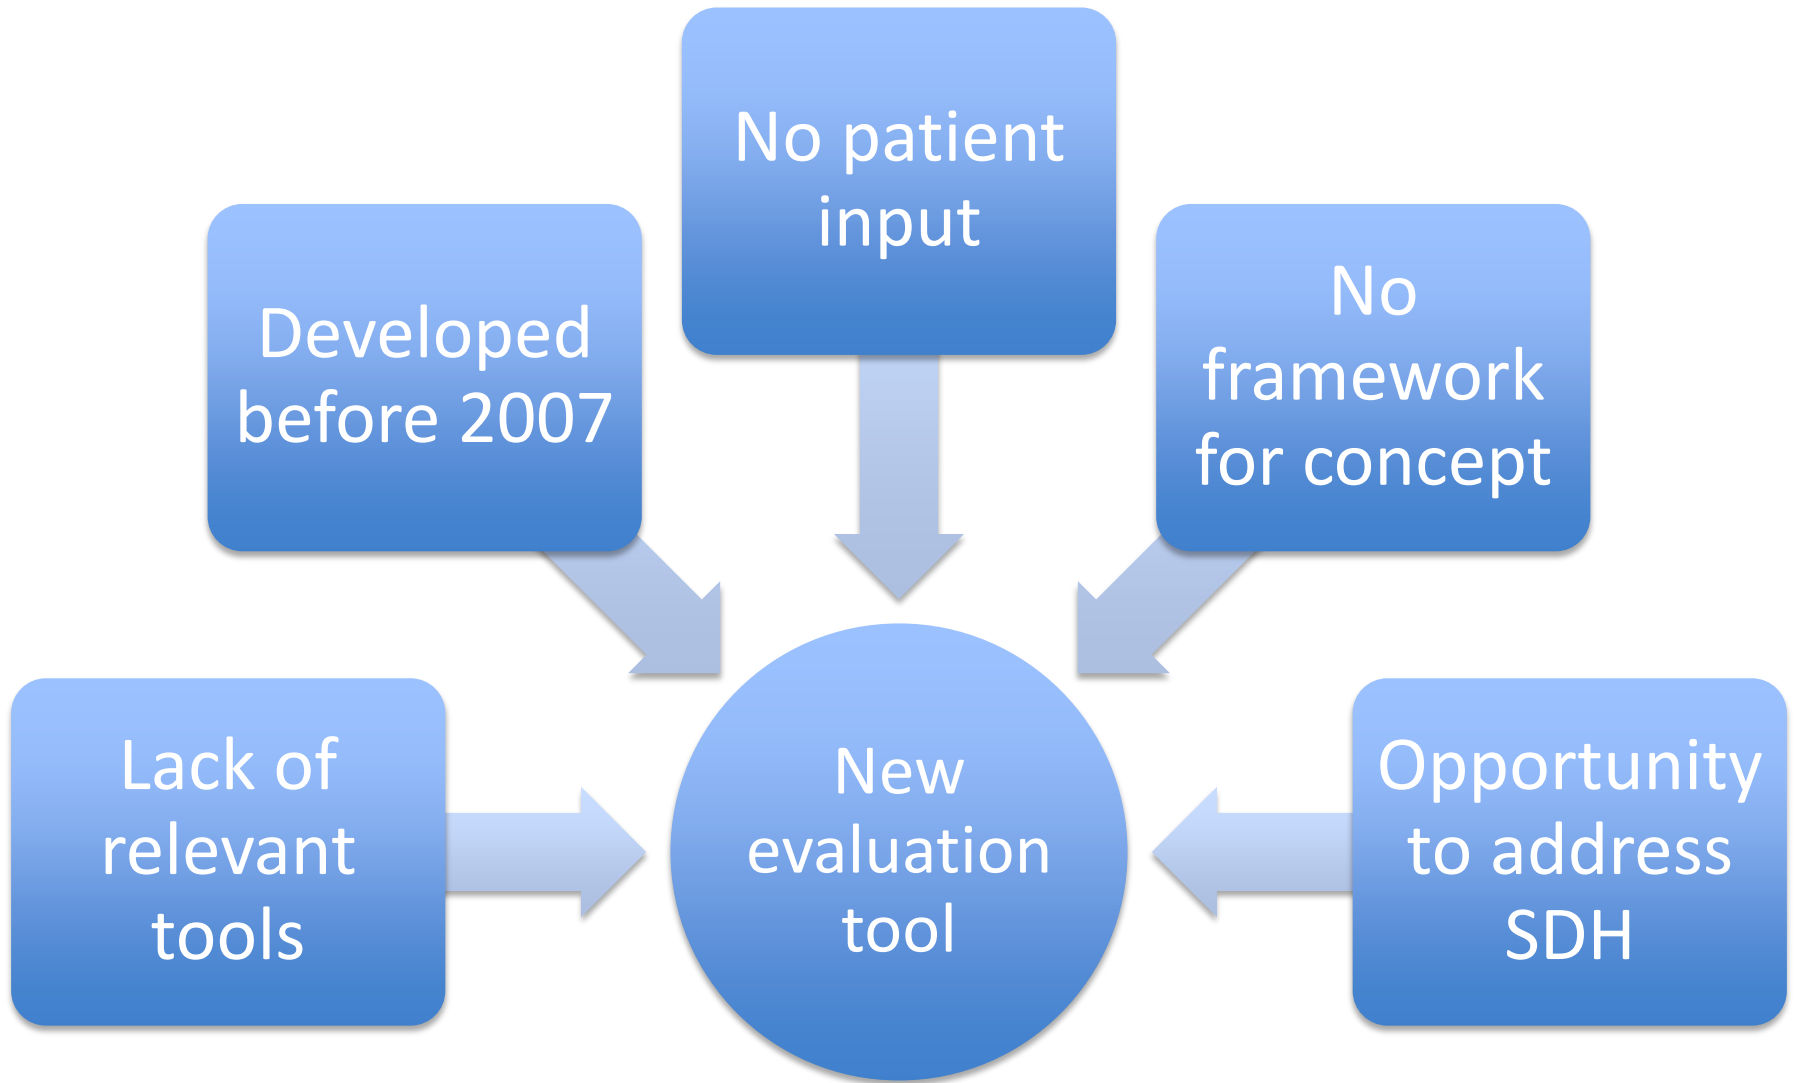 No patient
input
Developed
before 2007
No
framework
for concept
Lack of
relevant
tools
New
evaluation
tool
Opportunity
to address
SDH